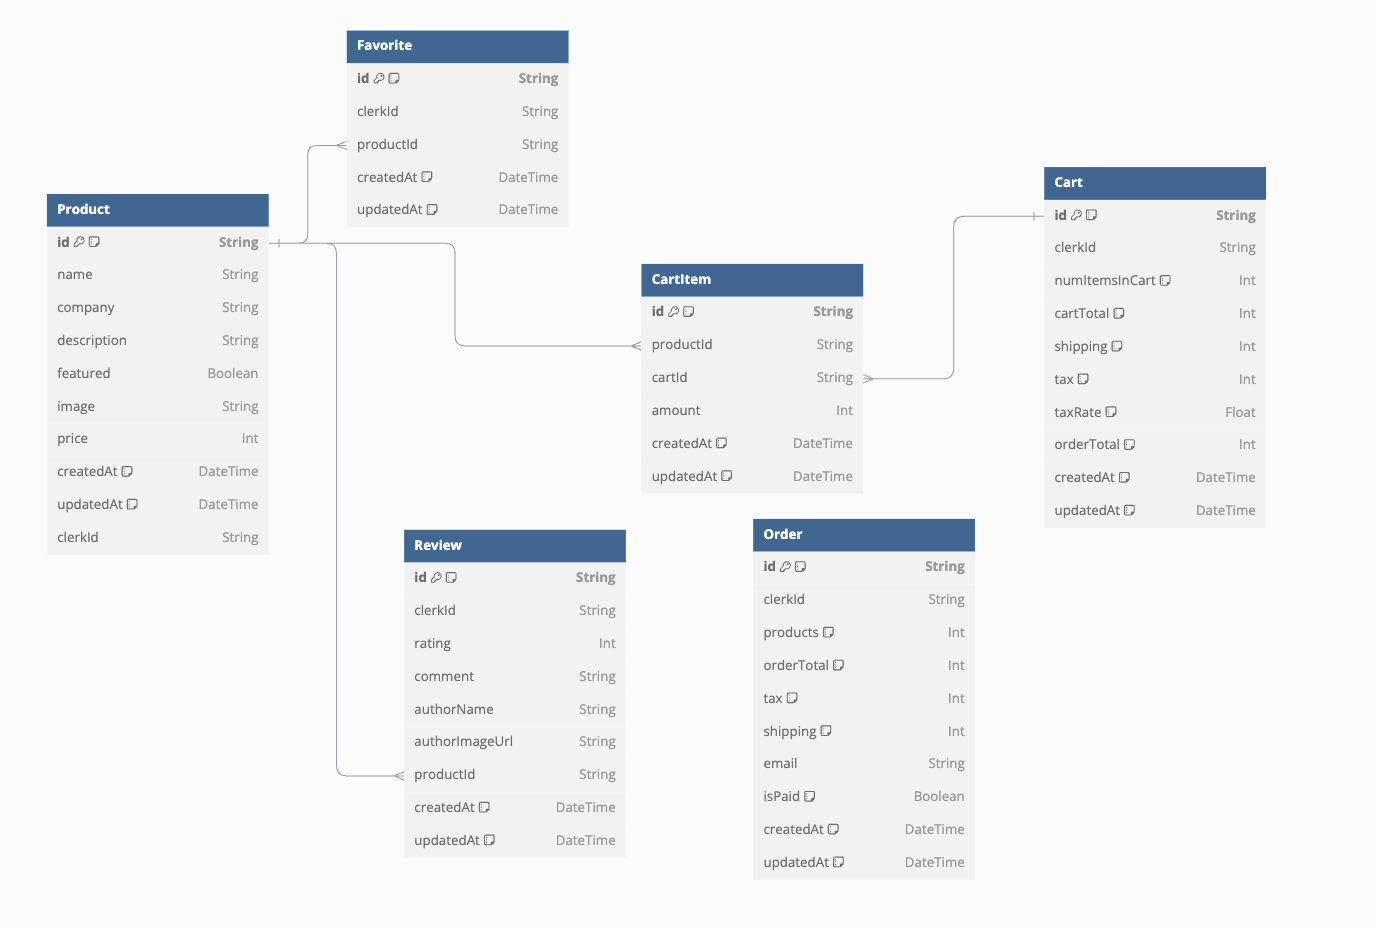 Favorite
id String
clerkId String
productId String
createdAt DateTime
updatedAt DateTime
Product
id String
name String
company String
description String
featured Boolean
image String
price Int
createdAt DateTime
updatedAt DateTime
clerkId String
CartItem
id String
productId String
cartId String
amount Int
createdAt DateTime
updatedAt DateTime
Cart
id String
clerkId String
numItemsInCart Int
cartTotal Int
shipping Int
tax Int
taxRate Float
orderTotal Int
createdAt DateTime
updatedAt DateTime
Review
id String
clerkId String
rating Int
comment String
authorName String
authorImageUrl String
productId String
createdAt DateTime
updatedAt DateTime
Order
id String
clerkId String
products Int
orderTotal Int
tax Int
shipping Int
email String
isPaid Boolean
createdAt DateTime
updatedAt DateTime